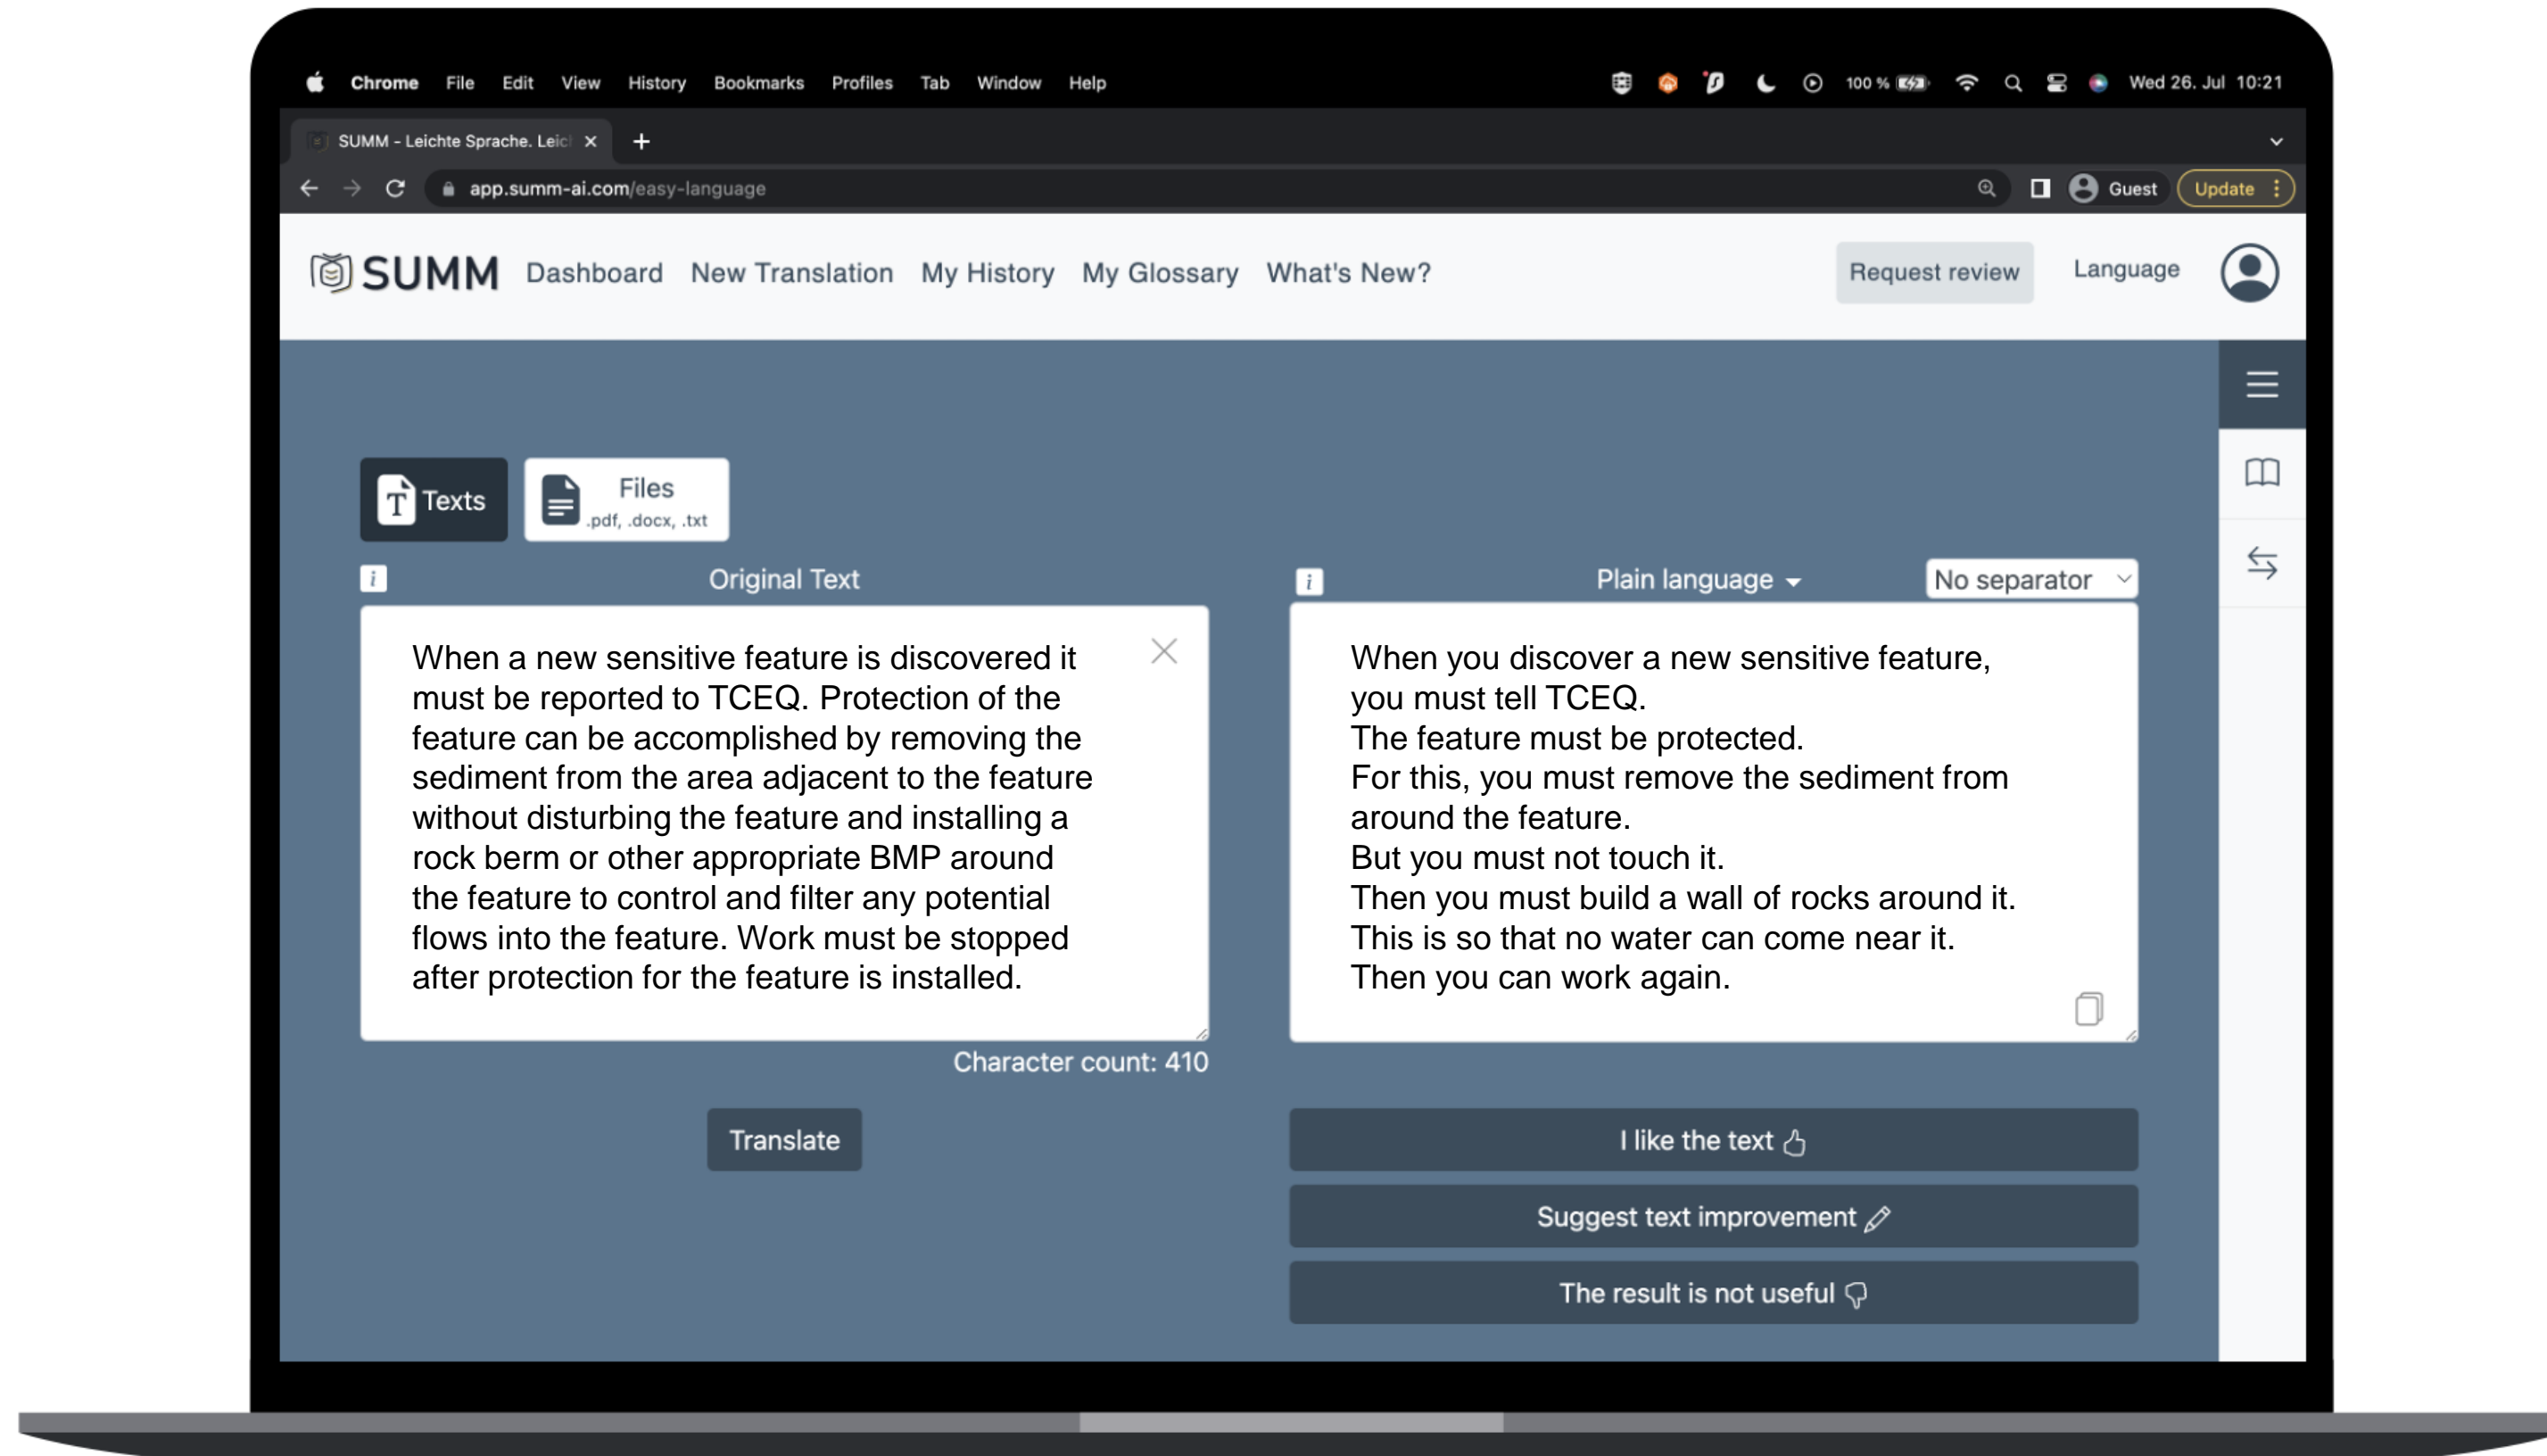 Chrome File Edit View History Bookmarks Profiles Tab Window Help 100 % Wed 26. Jul 10:21
SUMM - Leichte Sprache. Leic
app.summ-ai.com/easy-language Guest Update
SUMM Dashboard New Translation My History My Glossary What's New? Request review Language
T Texts
Files
.pdf, .docx, .txt
i Original Text
When a new sensitive feature is discovered it
must be reported to TCEQ. Protection of the
feature can be accomplished by removing the
sediment from the area adjacent to the feature
without disturbing the feature and installing a
rock berm or other appropriate BMP around
the feature to control and filter any potential
flows into the feature. Work must be stopped
after protection for the feature is installed.
Character count: 410
Translate
i Plain language No separator
When you discover a new sensitive feature,
you must tell TCEQ.
The feature must be protected.
For this, you must remove the sediment from
around the feature.
But you must not touch it.
Then you must build a wall of rocks around it.
This is so that no water can come near it.
Then you can work again.
I like the text
Suggest text improvement
The result is not useful